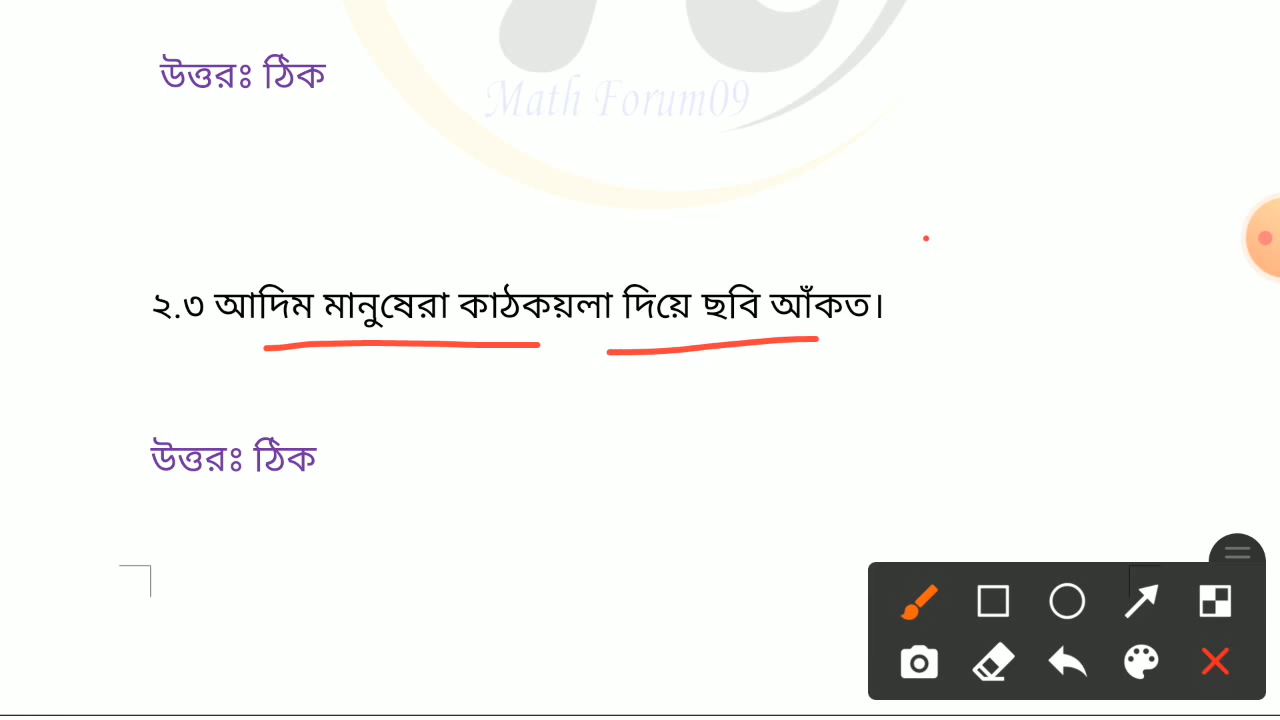 উত্তরঃ ঠিক
Math Forum09
২.৩ আদিম মানুষেরা কাঠকয়লা দিয়ে ছবি আঁকত।
উত্তরঃ ঠিক